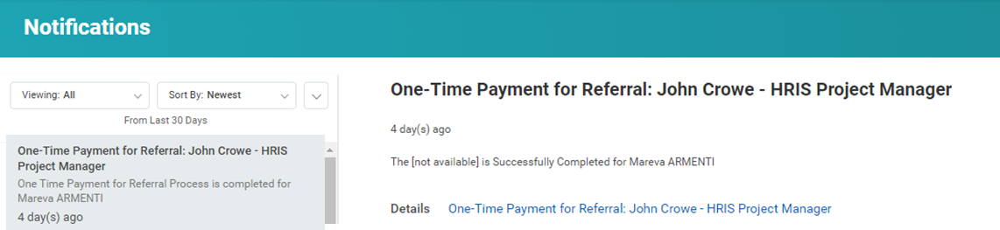 Notifications
Viewing: All
Sort By: Newest
From Last 30 Days
One-Time Payment for Referral: John Crowe - HRIS
Project Manager
One Time Payment for Referral Process is completed for
Mareva ARMENTI
4 day(s) ago
One-Time Payment for Referral: John Crowe - HRIS Project Manager
4 day(s) ago
The [not available] is Successfully Completed for Mareva ARMENTI
Details One-Time Payment for Referral: John Crowe - HRIS Project Manager